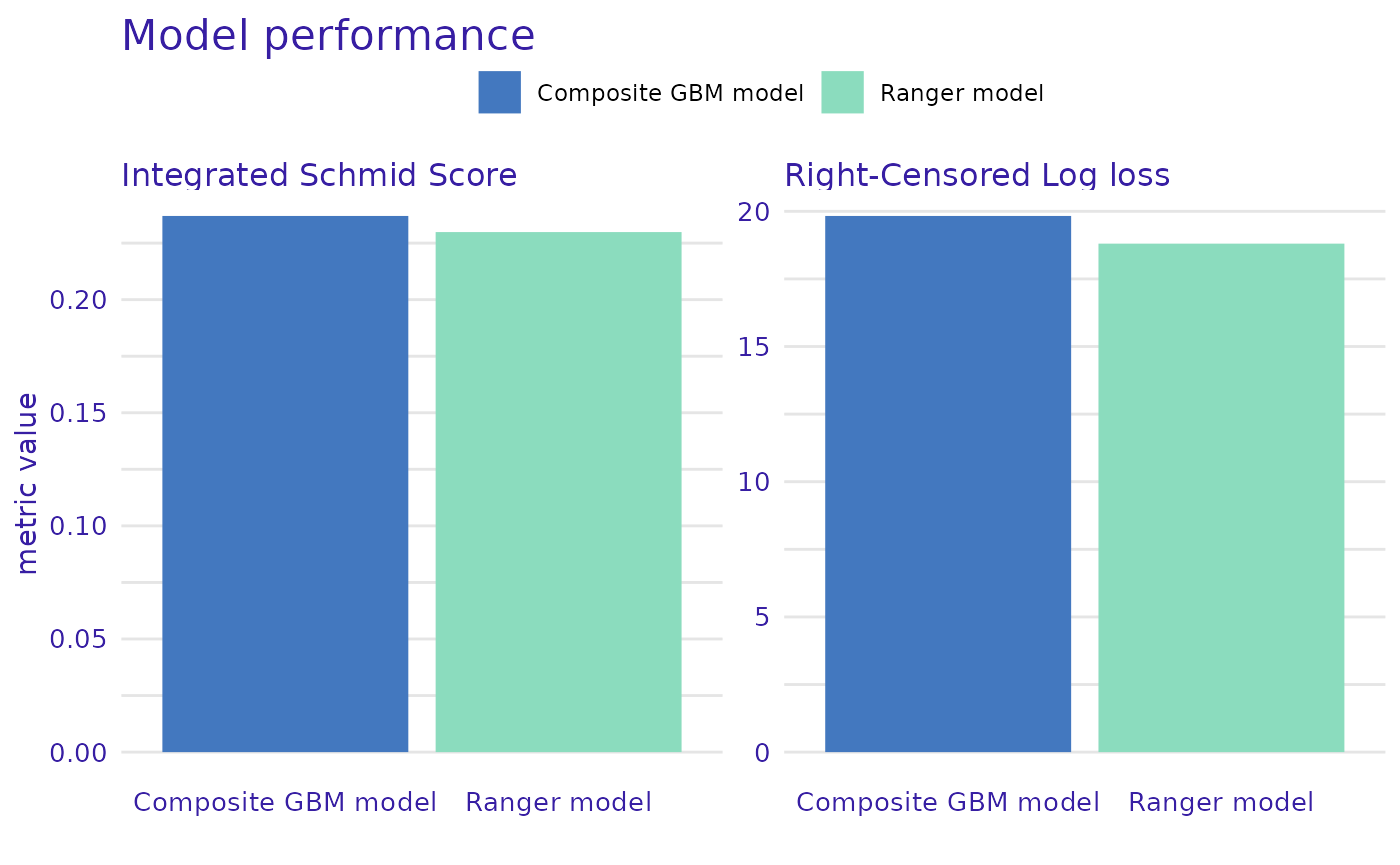 Model performance
Composite GBM model Ranger model
Integrated Schmid Score
0.20
0.15
0.10
0.05
0.00
metric value
Composite GBM model Ranger model
Right-Censored Log loss
20
15
10
5
0
Composite GBM model Ranger model